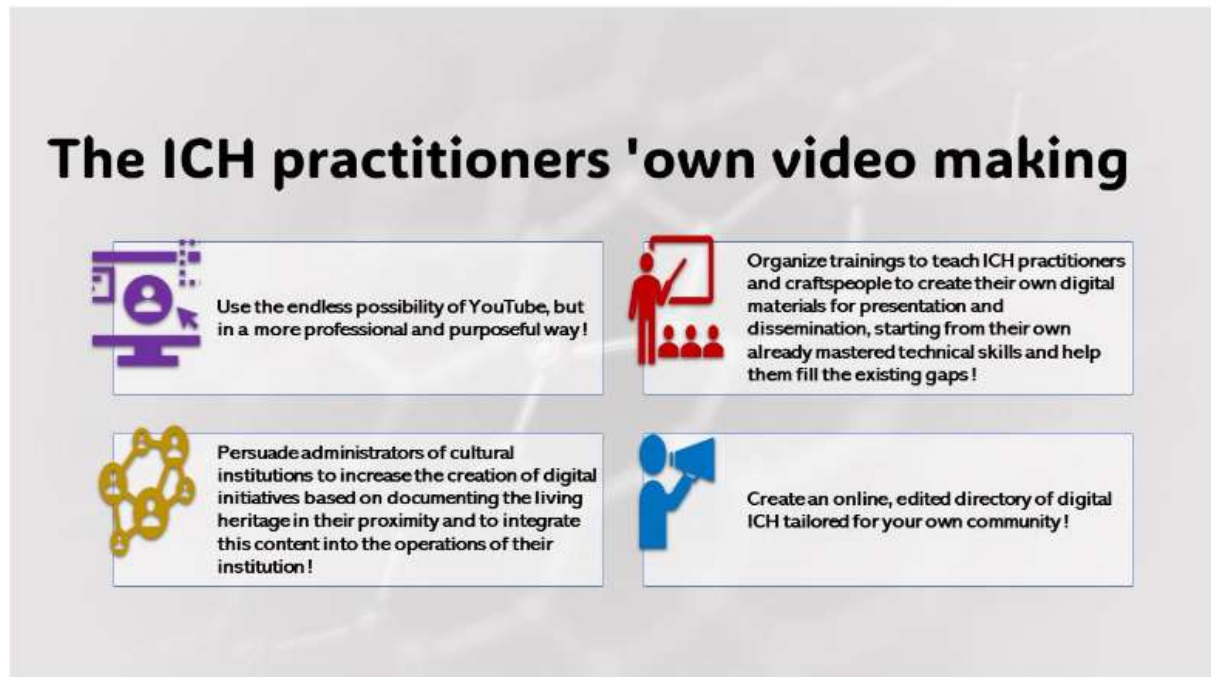 The ICH practitioners 'own video making
Use the endless possibility of YouTube, but
in a more professional and purposeful way!
Organize trainings to teach ICH practitioners
and craftspeople to create their own digital
materials for presentation and
dissemination, starting from their own
already mastered technical skills and help
them fill the existing gaps!
Persuade administrators of cultural
institutions to increase the creation of digital
initiatives based on documenting the living
heritage in their proximity and to integrate
this content into the operations of their
institution!
Create an online, edited directory of digital
ICH tailored for your own community!